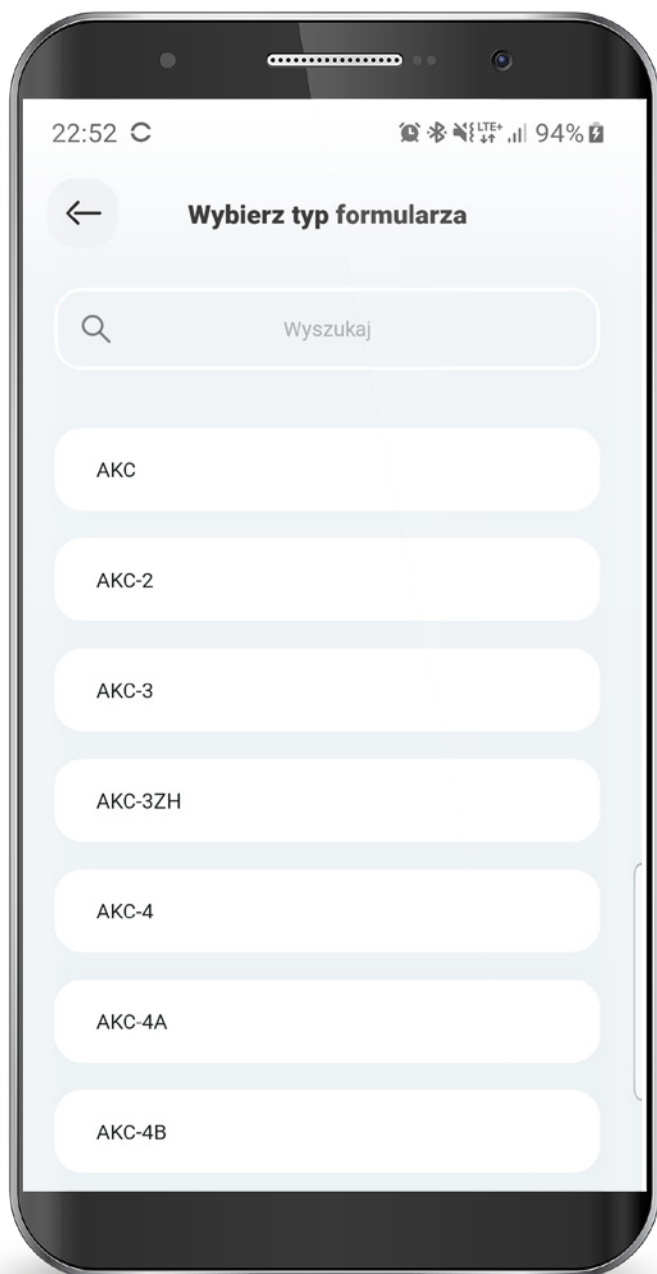 22:52 LTE+ 94%
Wybierz typ formularza
Wyszukaj
AKC
AKC-2
AKC-3
AKC-3ZH
AKC-4
AKC-4A
AKC-4B